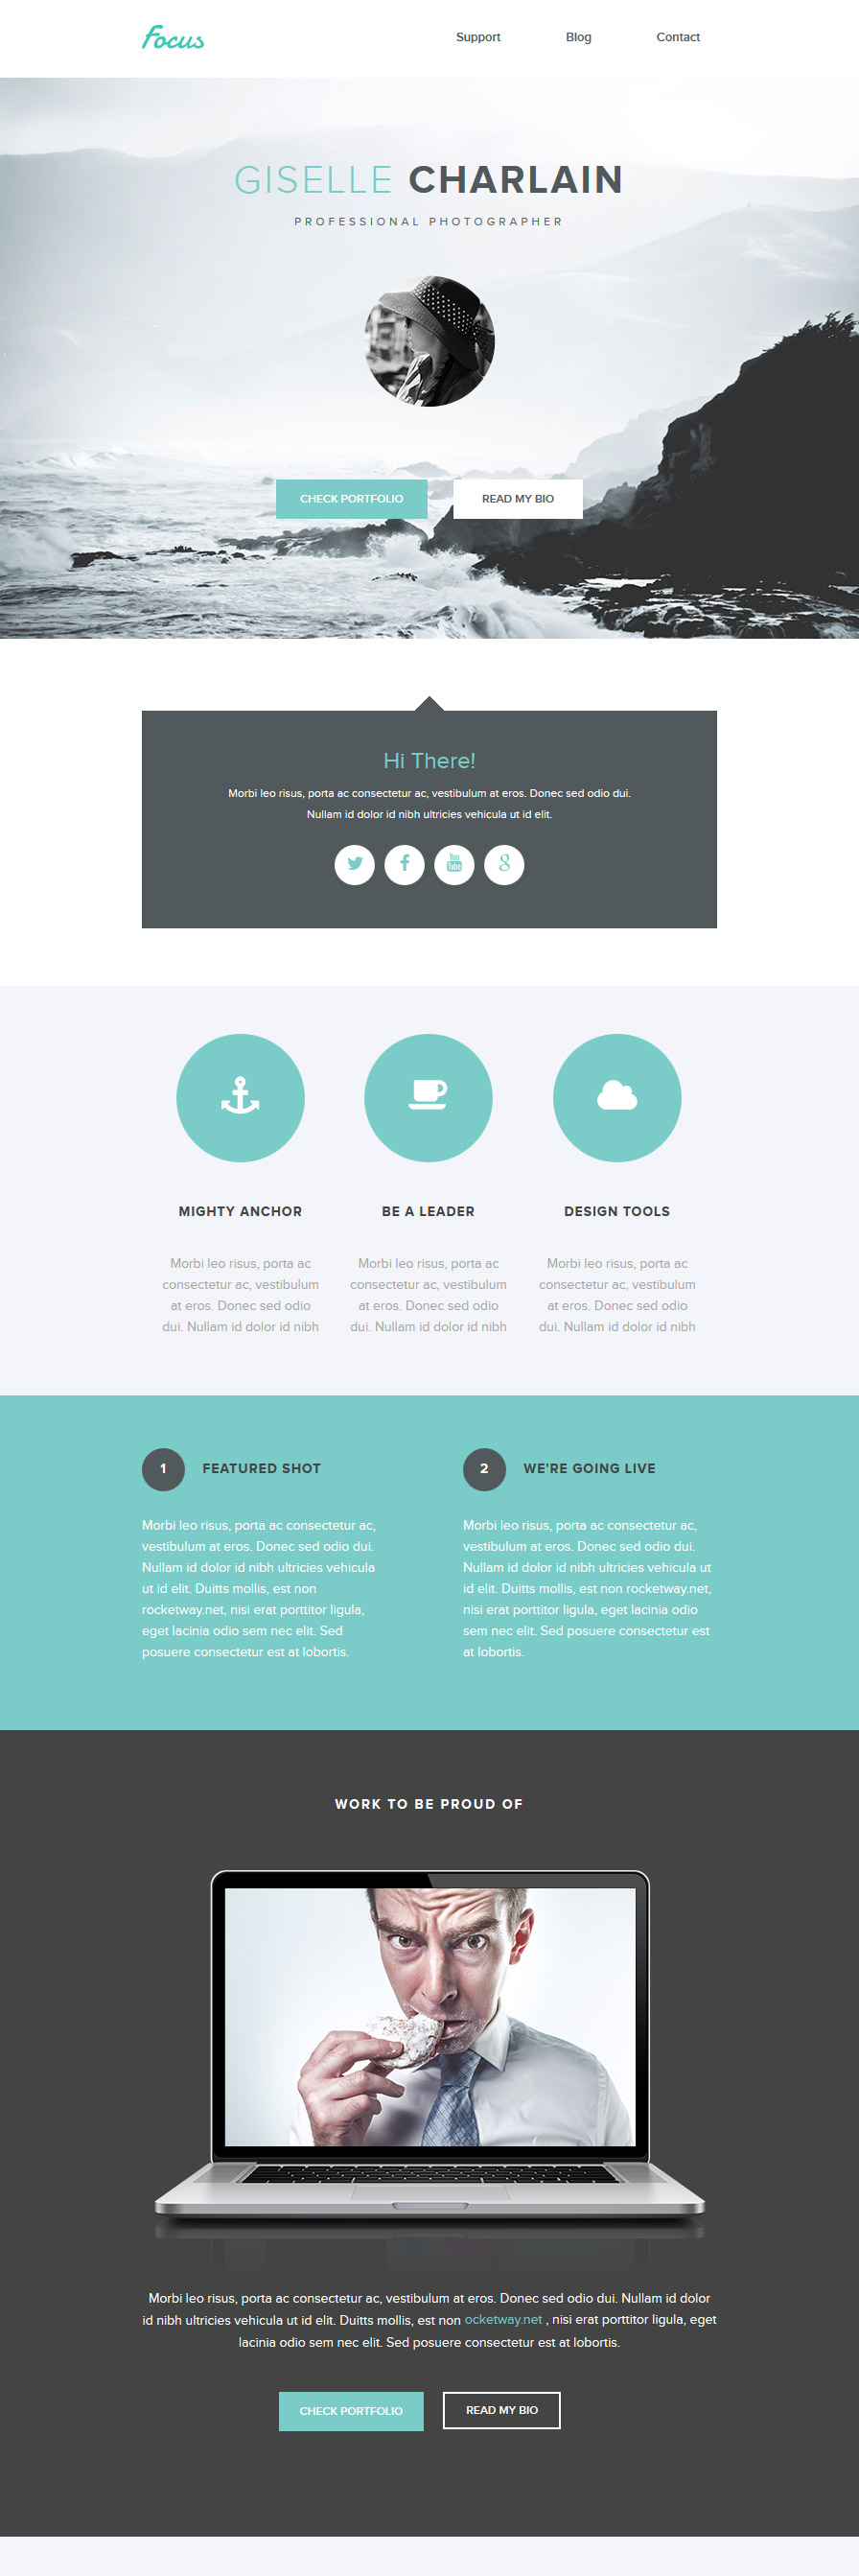 Focus
Support Blog Contact
GISELLE CHARLAIN
PROFESSIONAL PHOTOGRAPHER
CHECK PORTFOLIO READ MY BIO
Hi There!
Morbi leo risus, porta ac consectetur ac, vestibulum at eros. Donec sed odio dui.
Nullam id dolor id nibh ultricies vehicula ut id elit.
You
Tube
MIGHTY ANCHOR
Morbi leo risus, porta ac
consectetur ac, vestibulum
at eros. Donec sed odio
dui. Nullam id dolor id nibh
BE A LEADER
Morbi leo risus, porta ac
consectetur ac, vestibulum
at eros. Donec sed odio
dui. Nullam id dolor id nibh
DESIGN TOOLS
Morbi leo risus, porta ac
consectetur ac, vestibulum
at eros. Donec sed odio
dui. Nullam id dolor id nibh
1 FEATURED SHOT
Morbi leo risus, porta ac consectetur ac,
vestibulum at eros. Donec sed odio dui.
Nullam id dolor id nibh ultricies vehicula
ut id elit. Duitts mollis, est non
rocketway.net, nisi erat porttitor ligula,
eget lacinia odio sem nec elit. Sed
posuere consectetur est at lobortis.
2 WE'RE GOING LIVE
Morbi leo risus, porta ac consectetur ac,
vestibulum at eros. Donec sed odio dui.
Nullam id dolor id nibh ultricies vehicula ut
id elit. Duitts mollis, est non rocketway.net,
nisi erat porttitor ligula, eget lacinia odio
sem nec elit. Sed posuere consectetur est
at lobortis.
WORK TO BE PROUD OF
Morbi leo risus, porta ac consectetur ac, vestibulum at eros. Donec sed odio dui. Nullam id dolor
id nibh ultricies vehicula ut id elit. Duitts mollis, est non ocketway.net , nisi erat porttitor ligula, eget
lacinia odio sem nec elit. Sed posuere consectetur est at lobortis.
CHECK PORTFOLIO READ MY BIO